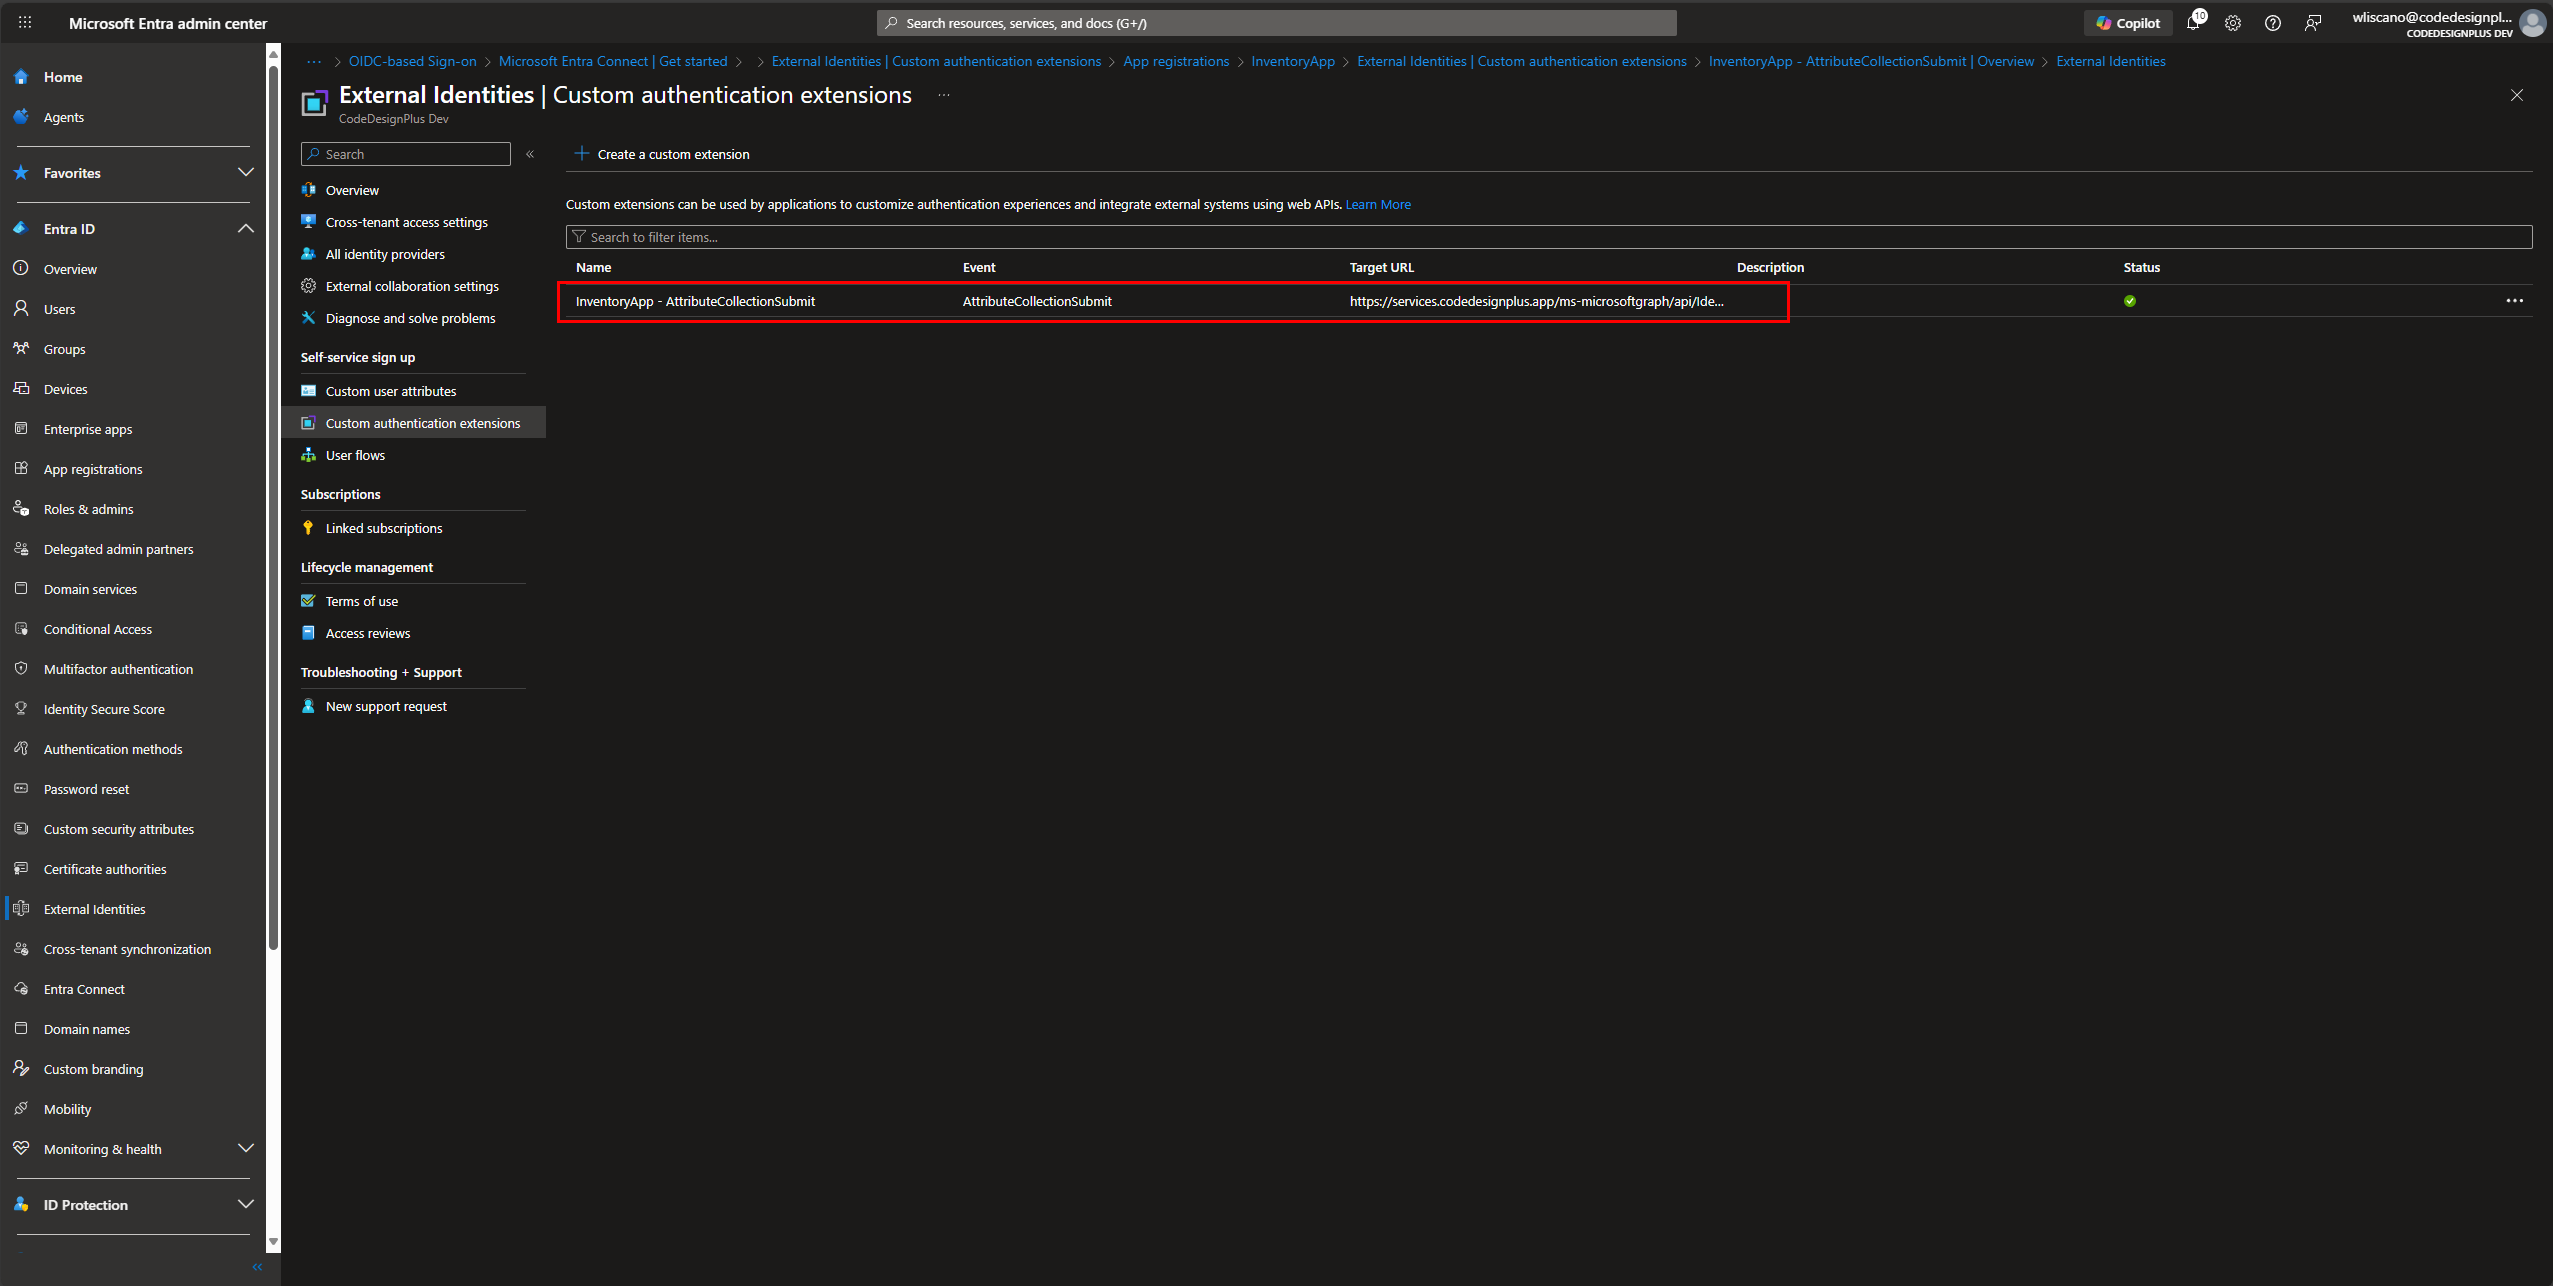 Microsoft Entra admin center
Search resources, services, and docs (G+/)
Copilot
10
wliscano@codedesignpl...
CODEDESIGNPLUS DEV
Home
Agents
Favorites
Entra ID
Overview
Users
Groups
Devices
Enterprise apps
App registrations
Roles & admins
Delegated admin partners
Domain services
Conditional Access
Multifactor authentication
Identity Secure Score
Authentication methods
Password reset
Custom security attributes
Certificate authorities
External Identities
Cross-tenant synchronization
Entra Connect
Domain names
Custom branding
Mobility
Monitoring & health
ID Protection
··· > OIDC-based Sign-on > Microsoft Entra Connect | Get started > > External Identities | Custom authentication extensions > App registrations > InventoryApp > External Identities | Custom authentication extensions > InventoryApp - AttributeCollectionSubmit | Overview > External Identities
External Identities | Custom authentication extensions ···
CodeDesignPlus Dev
Search
Overview
Cross-tenant access settings
All identity providers
External collaboration settings
Diagnose and solve problems
Self-service sign up
Custom user attributes
Custom authentication extensions
User flows
Subscriptions
Linked subscriptions
Lifecycle management
Terms of use
Access reviews
Troubleshooting + Support
New support request
Create a custom extension
Custom extensions can be used by applications to customize authentication experiences and integrate external systems using web APIs. Learn More
Search to filter items...
Name Event Target URL Description Status
InventoryApp - AttributeCollectionSubmit AttributeCollectionSubmit https://services.codedesignplus.app/ms-microsoftgraph/api/Ide...